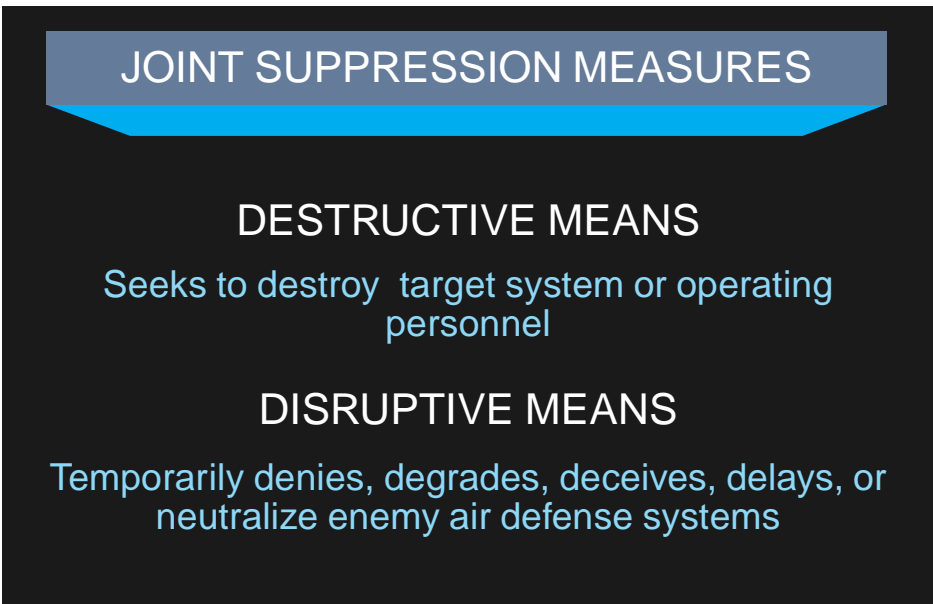 JOINT SUPPRESSION MEASURES
DESTRUCTIVE MEANS
Seeks to destroy  target system or operating
personnel
DISRUPTIVE MEANS
Temporarily denies, degrades, deceives, delays, or
neutralize enemy air defense systems